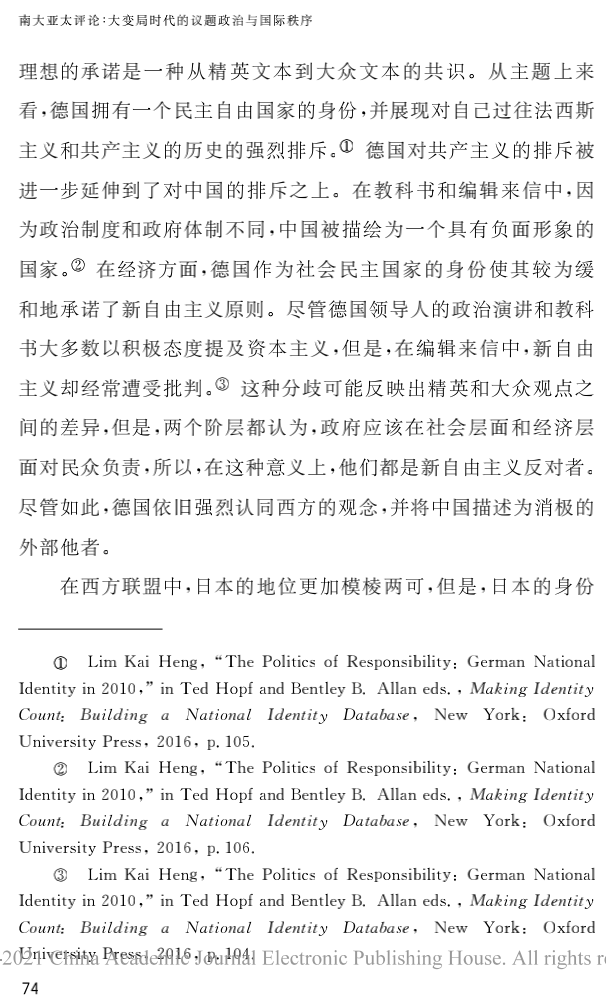 南大亚太评论:大变局时代的议题政治与国际秩序
理想的承诺是一种从精英文本到大众文本的共识。从主题上来
看,德国拥有一个民主自由国家的身份,并展现对自己过往法西斯
主义和共产主义的历史的强烈排斥。① 德国对共产主义的排斥被
进一步延伸到了对中国的排斥之上。在教科书和编辑来信中,因
为政治制度和政府体制不同,中国被描绘为一个具有负面形象的
国家。② 在经济方面,德国作为社会民主国家的身份使其较为缓
和地承诺了新自由主义原则。尽管德国领导人的政治演讲和教科
书大多数以积极态度提及资本主义,但是,在编辑来信中,新自由
主义却经常遭受批判。③ 这种分歧可能反映出精英和大众观点之
间的差异,但是,两个阶层都认为,政府应该在社会层面和经济层
面对民众负责,所以,在这种意义上,他们都是新自由主义反对者。
尽管如此,德国依旧强烈认同西方的观念,并将中国描述为消极的
外部他者。
在西方联盟中,日本的地位更加模棱两可,但是,日本的身份
① Lim Kai Heng, “The Politics of Responsibility: German National
Identity in 2010,” in Ted Hopf and Bentley B. Allan eds., Making Identity
Count: Building a National Identity Database, New York: Oxford
University Press, 2016, p. 105.
② Lim Kai Heng, “The Politics of Responsibility: German National
Identity in 2010,” in Ted Hopf and Bentley B. Allan eds., Making Identity
Count: Building a National Identity Database, New York: Oxford
University Press, 2016, p. 106.
③ Lim Kai Heng, “The Politics of Responsibility: German National
Identity in 2010,” in Ted Hopf and Bentley B. Allan eds., Making Identity
Count: Building a National Identity Database, New York: Oxford
University Press, 2016, p. 104.
-2021 China Academic Journal Electronic Publishing House. All rights re
74